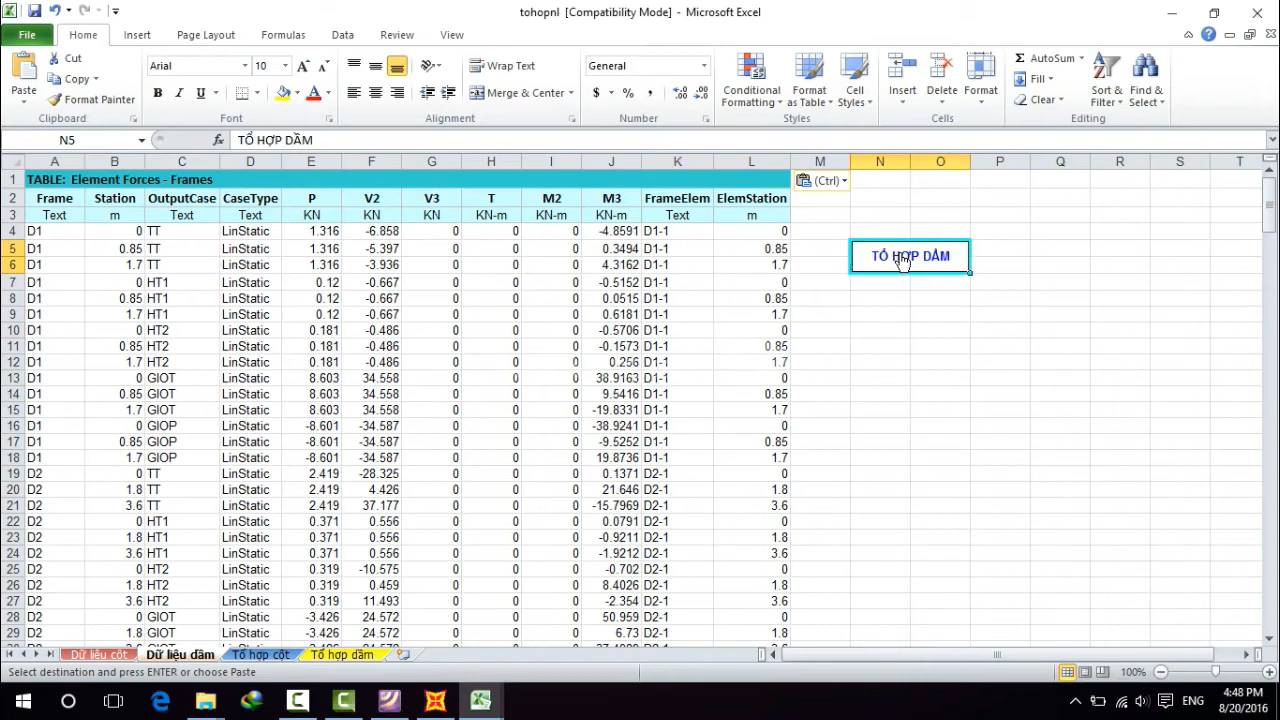 tohopnl [Compatibility Mode] - Microsoft Excel
File Home Insert Page Layout Formulas Data Review View
Paste Cut Copy Format Painter Clipboard
Arial 10 A A B I U A Font
Wrap Text Merge & Center Alignment
General $ % , Number
Conditional Formatting Format as Table Cell Styles Styles
Insert Delete Format Cells
Σ AutoSum Fill Clear Sort & Filter Find & Select Editing
N5 fx TỔ HỢP DẦM
A B C D E F G H I J K L M N O P Q R S T
1 TABLE: Element Forces - Frames
(Ctrl)
2 Frame Station OutputCase CaseType P V2 V3 T M2 M3 FrameElem ElemStation
3 Text m Text Text KN KN KN KN-m KN-m KN-m Text m
4 D1 0 TT LinStatic 1.316 -6.858 0 0 0 -4.8591 D1-1 0
5 D1 0.85 TT LinStatic 1.316 -5.397 0 0 0 0.3494 D1-1 0.85
TỔ HỢP DẦM
6 D1 1.7 TT LinStatic 1.316 -3.936 0 0 0 4.3162 D1-1 1.7
7 D1 0 HT1 LinStatic 0.12 -0.667 0 0 0 -0.5152 D1-1 0
8 D1 0.85 HT1 LinStatic 0.12 -0.667 0 0 0 0.0515 D1-1 0.85
9 D1 1.7 HT1 LinStatic 0.12 -0.667 0 0 0 0.6181 D1-1 1.7
10 D1 0 HT2 LinStatic 0.181 -0.486 0 0 0 -0.5706 D1-1 0
11 D1 0.85 HT2 LinStatic 0.181 -0.486 0 0 0 -0.1573 D1-1 0.85
12 D1 1.7 HT2 LinStatic 0.181 -0.486 0 0 0 0.256 D1-1 1.7
13 D1 0 GIOT LinStatic 8.603 34.558 0 0 0 38.9163 D1-1 0
14 D1 0.85 GIOT LinStatic 8.603 34.558 0 0 0 9.5416 D1-1 0.85
15 D1 1.7 GIOT LinStatic 8.603 34.558 0 0 0 -19.8331 D1-1 1.7
16 D1 0 GIOP LinStatic -8.601 -34.587 0 0 0 -38.9241 D1-1 0
17 D1 0.85 GIOP LinStatic -8.601 -34.587 0 0 0 -9.5252 D1-1 0.85
18 D1 1.7 GIOP LinStatic -8.601 -34.587 0 0 0 19.8736 D1-1 1.7
19 D2 0 TT LinStatic 2.419 -28.325 0 0 0 0.1371 D2-1 0
20 D2 1.8 TT LinStatic 2.419 4.426 0 0 0 21.646 D2-1 1.8
21 D2 3.6 TT LinStatic 2.419 37.177 0 0 0 -15.7969 D2-1 3.6
22 D2 0 HT1 LinStatic 0.371 0.556 0 0 0 0.0791 D2-1 0
23 D2 1.8 HT1 LinStatic 0.371 0.556 0 0 0 -0.9211 D2-1 1.8
24 D2 3.6 HT1 LinStatic 0.371 0.556 0 0 0 -1.9212 D2-1 3.6
25 D2 0 HT2 LinStatic 0.319 -10.575 0 0 0 -0.702 D2-1 0
26 D2 1.8 HT2 LinStatic 0.319 0.459 0 0 0 8.4026 D2-1 1.8
27 D2 3.6 HT2 LinStatic 0.319 11.493 0 0 0 -2.354 D2-1 3.6
28 D2 0 GIOT LinStatic -3.426 24.572 0 0 0 50.959 D2-1 0
29 D2 1.8 GIOT LinStatic -3.426 24.572 0 0 0 6.73 D2-1 1.8
Dữ liệu cột Dữ liệu dầm Tổ hợp cột Tổ hợp dầm
Select destination and press ENTER or choose Paste 100%
ENG 4:48 PM
8/20/2016